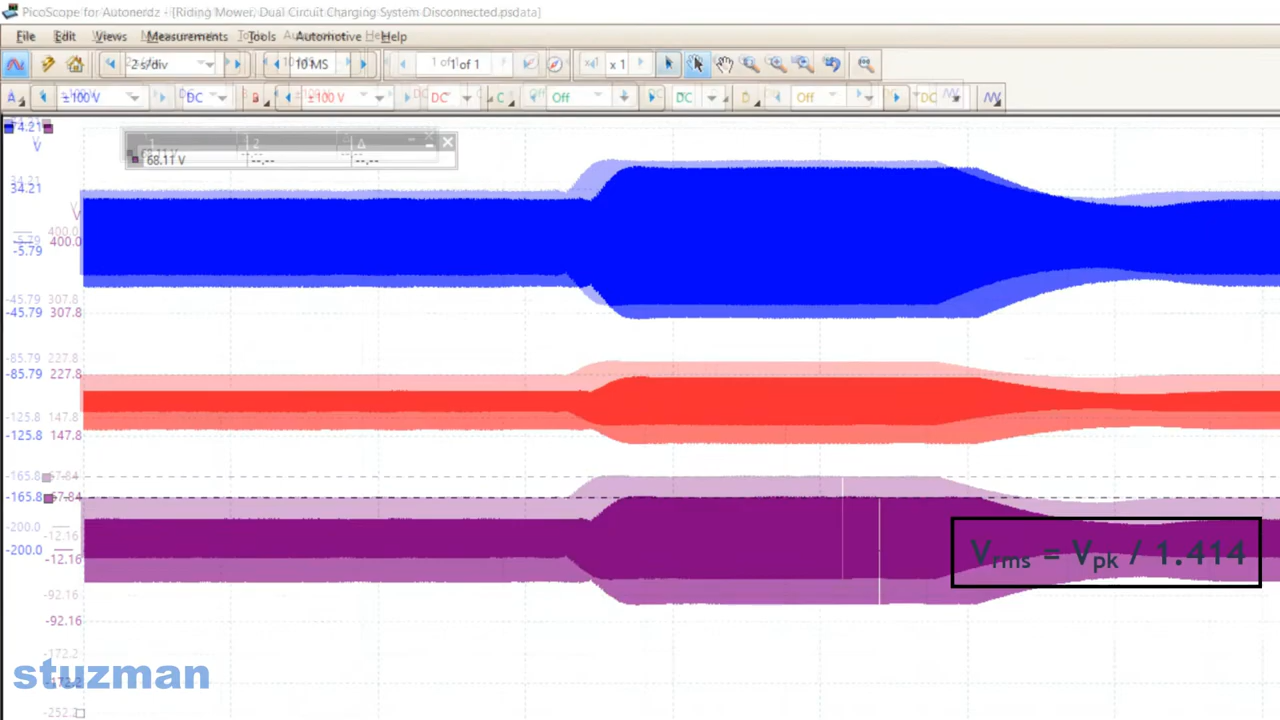 PicoScope for Autonerdz - [Riding Mower, Dual Circuit Charging System Disconnected.psdata]
File Edit Views Measurements Tools Automotive Help
2 s/div 10 MS 1 of 1 x 1
A ±100 V DC B ±100 V DC C Off DC D Off DC
74.21
V
1 2 Δ
68.11 V --.-- --.--
34.21
V
400.0
-5.79
-45.79 307.8
-85.79 227.8
-125.8 147.8
-165.8 67.84
-200.0
-12.16
Vrms = Vpk / 1.414
-92.16
-172.2
-252.2
stuzman